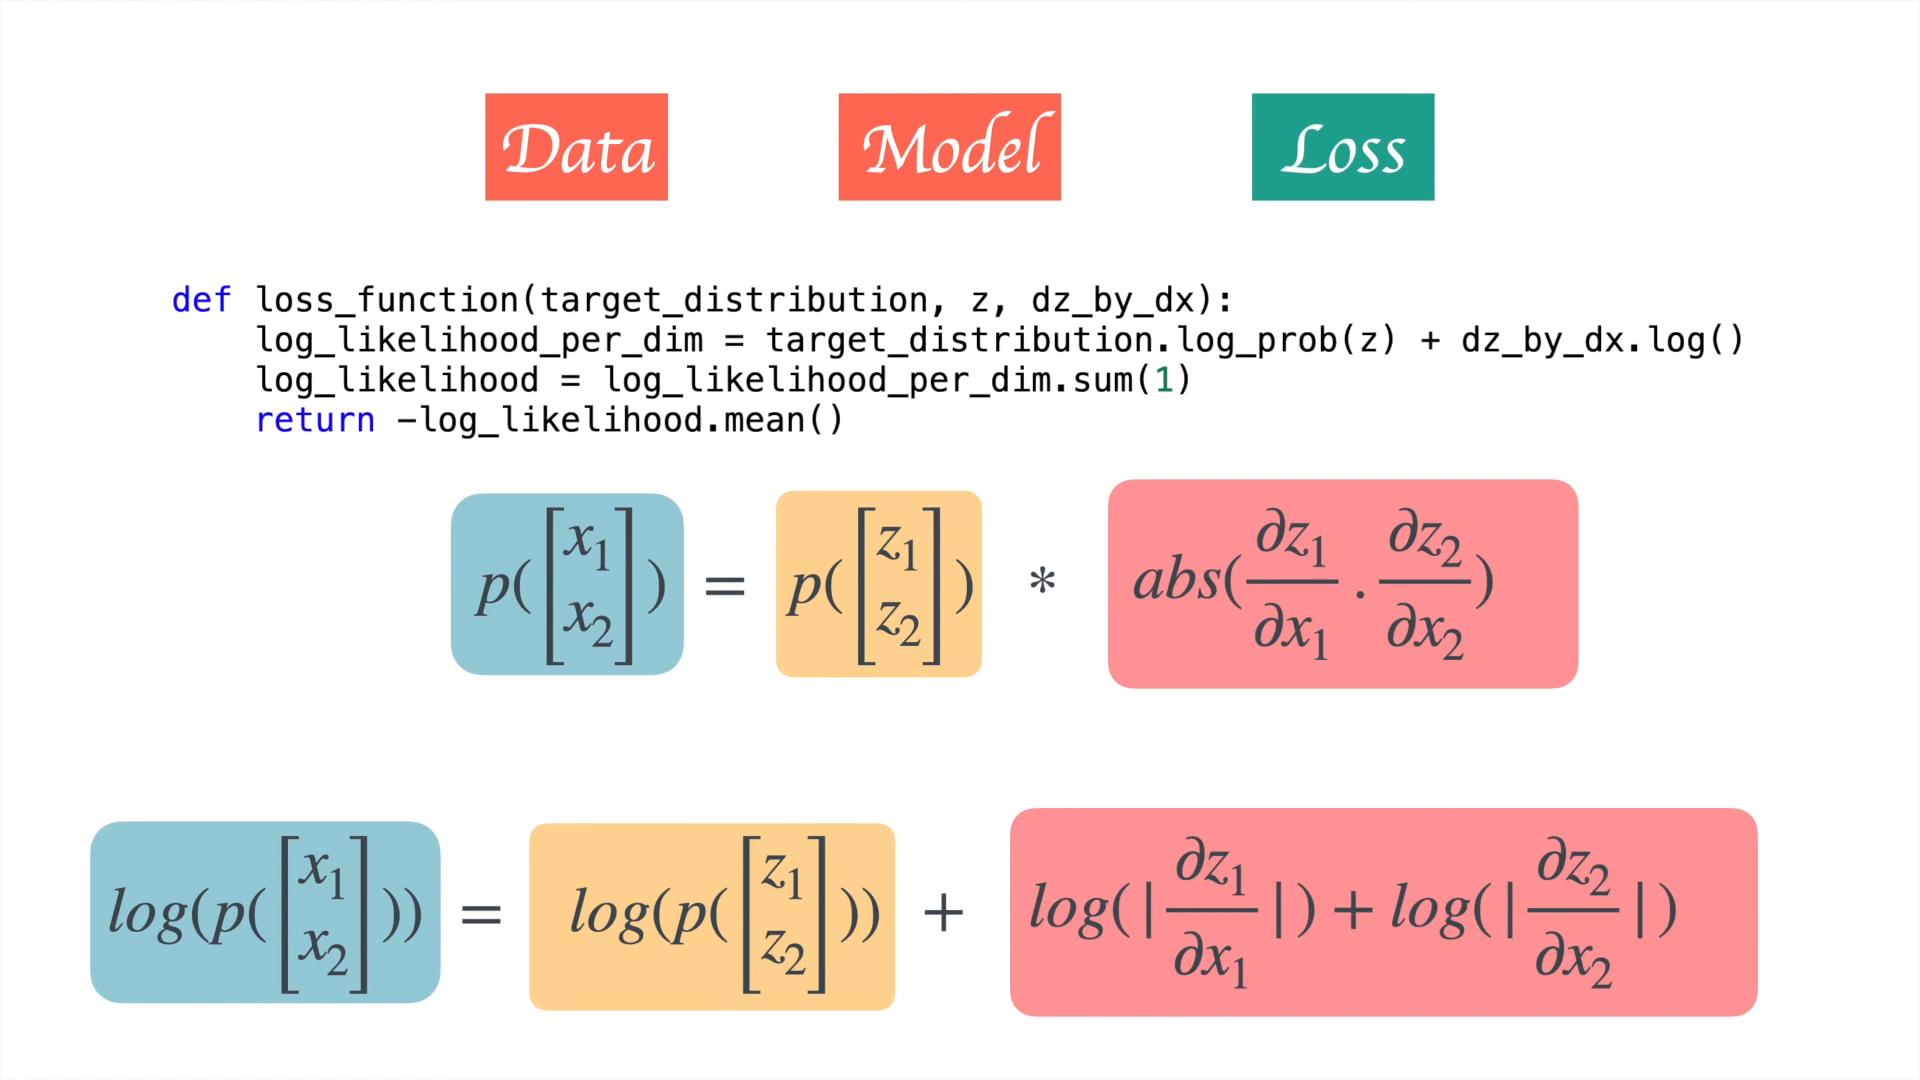 Data Model Loss
def loss_function(target_distribution, z, dz_by_dx):
    log_likelihood_per_dim = target_distribution.log_prob(z) + dz_by_dx.log()
    log_likelihood = log_likelihood_per_dim.sum(1)
    return -log_likelihood.mean()
p([x₁ x₂]) = p([z₁ z₂]) * abs(∂z₁/∂x₁ . ∂z₂/∂x₂)
log(p([x₁ x₂])) = log(p([z₁ z₂])) + log(|∂z₁/∂x₁|) + log(|∂z₂/∂x₂|)